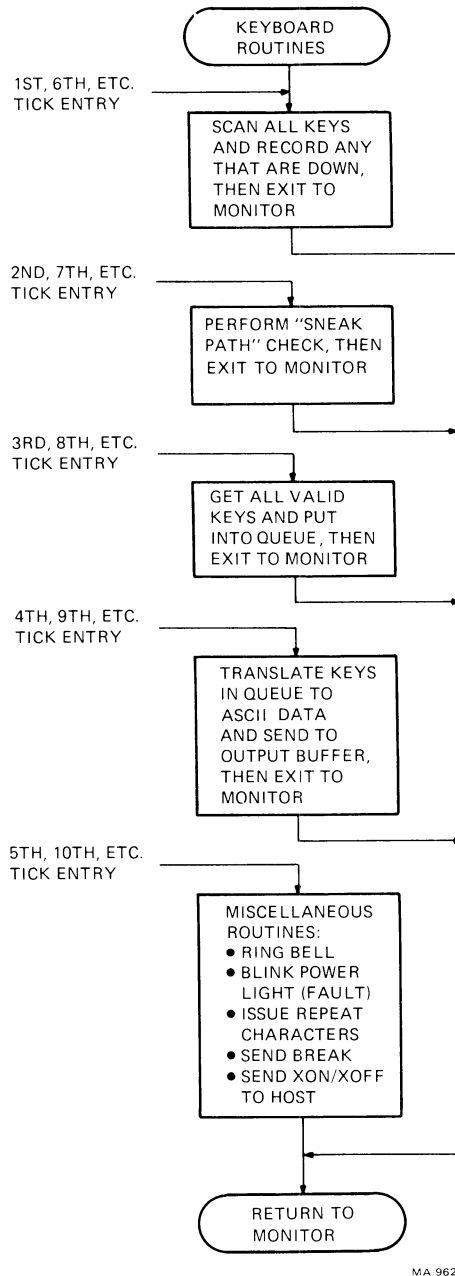 KEYBOARD
ROUTINES
1ST, 6TH, ETC.
TICK ENTRY
SCAN ALL KEYS
AND RECORD ANY
THAT ARE DOWN,
THEN EXIT TO
MONITOR
2ND, 7TH, ETC.
TICK ENTRY
PERFORM "SNEAK
PATH" CHECK, THEN
EXIT TO MONITOR
3RD, 8TH, ETC.
TICK ENTRY
GET ALL VALID
KEYS AND PUT
INTO QUEUE, THEN
EXIT TO MONITOR
4TH, 9TH, ETC.
TICK ENTRY
TRANSLATE KEYS
IN QUEUE TO
ASCII DATA
AND SEND TO
OUTPUT BUFFER,
THEN EXIT TO
MONITOR
5TH, 10TH, ETC.
TICK ENTRY
MISCELLANEOUS
ROUTINES:
● RING BELL
● BLINK POWER
LIGHT (FAULT)
● ISSUE REPEAT
CHARACTERS
● SEND BREAK
● SEND XON/XOFF
TO HOST
RETURN TO
MONITOR
MA-962